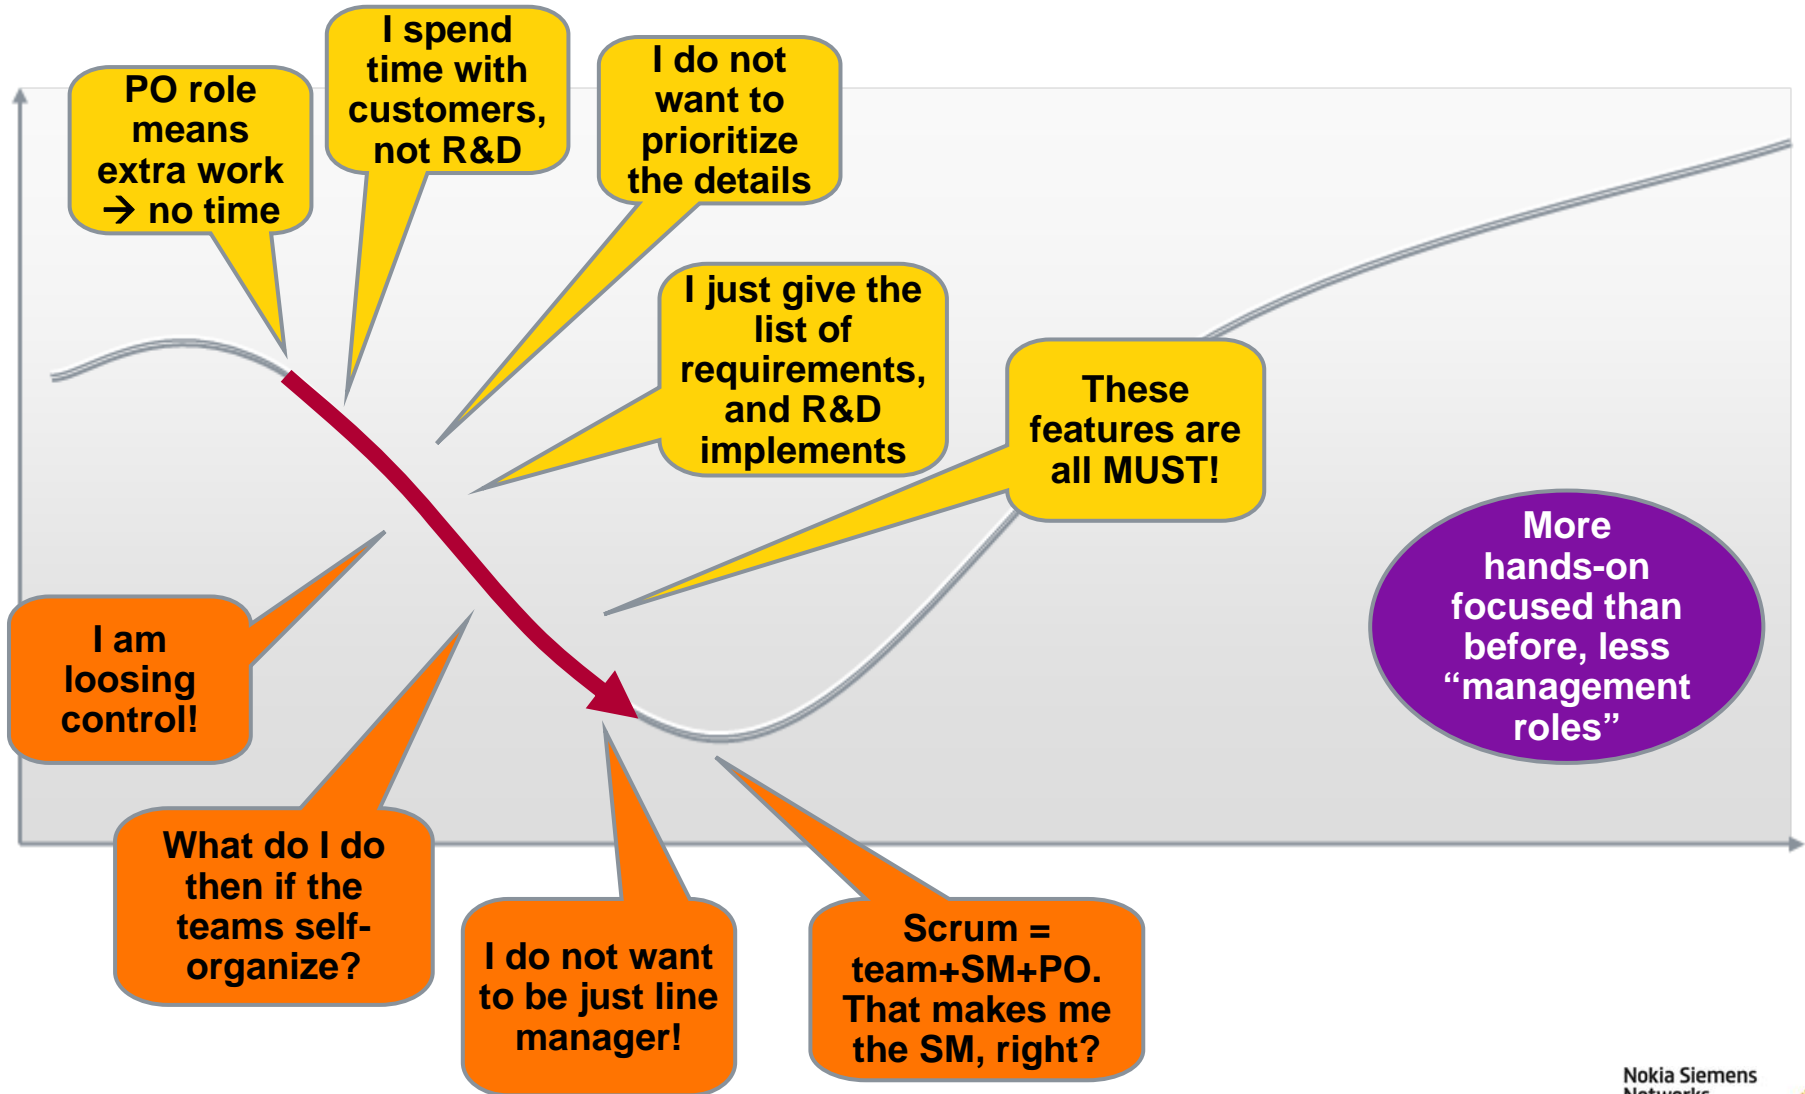 PO role
means
extra work
→ no time
I spend
time with
customers,
not R&D
I do not
want to
prioritize
the details
I just give the
list of
requirements,
and R&D
implements
These
features are
all MUST!
More
hands-on
focused than
before, less
“management
roles”
I am
loosing
control!
What do I do
then if the
teams self-
organize?
I do not want
to be just line
manager!
Scrum =
team+SM+PO.
That makes me
the SM, right?
Nokia Siemens
Networks